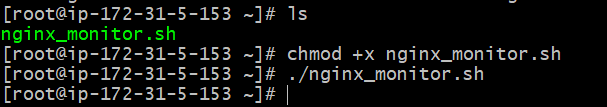 [root@ip-172-31-5-153 ~]# ls
nginx_monitor.sh
[root@ip-172-31-5-153 ~]# chmod +x nginx_monitor.sh
[root@ip-172-31-5-153 ~]# ./nginx_monitor.sh
[root@ip-172-31-5-153 ~]#